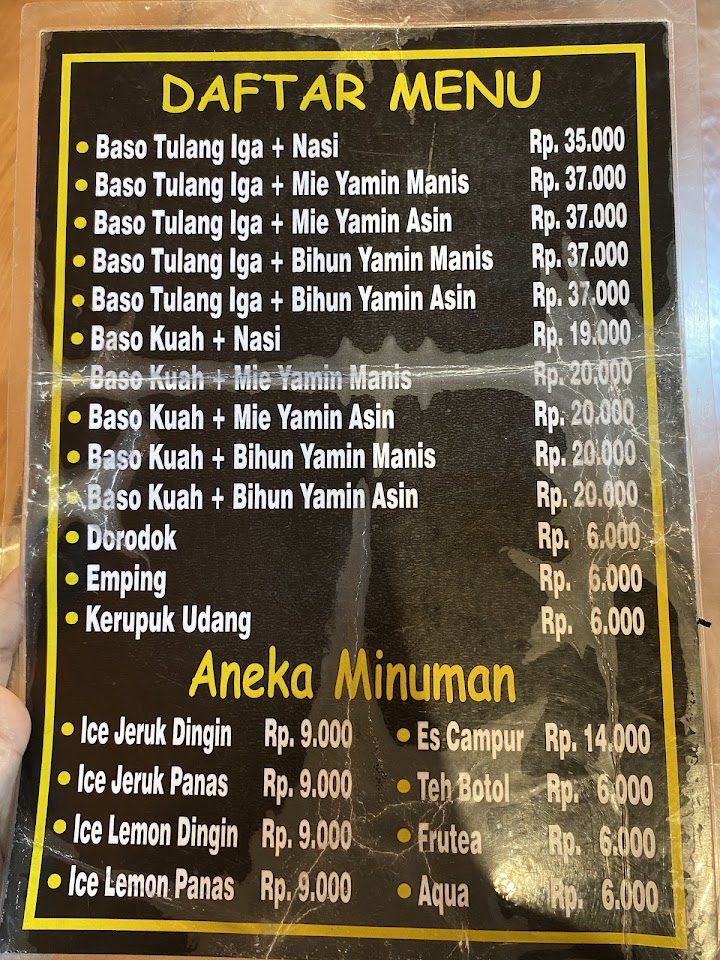 DAFTAR MENU
• Baso Tulang Iga + Nasi Rp. 35.000
• Baso Tulang Iga + Mie Yamin Manis Rp. 37.000
• Baso Tulang Iga + Mie Yamin Asin Rp. 37.000
• Baso Tulang Iga + Bihun Yamin Manis Rp. 37.000
• Baso Tulang Iga + Bihun Yamin Asin Rp. 37.000
• Baso Kuah + Nasi Rp. 19.000
• Baso Kuah + Mie Yamin Manis Rp. 20.000
• Baso Kuah + Mie Yamin Asin Rp. 20.000
• Baso Kuah + Bihun Yamin Manis Rp. 20.000
• Baso Kuah + Bihun Yamin Asin Rp. 20.000
• Dorodok Rp. 6.000
• Emping Rp. 6.000
• Kerupuk Udang Rp. 6.000
Aneka Minuman
• Ice Jeruk Dingin Rp. 9.000 • Es Campur Rp. 14.000
• Ice Jeruk Panas Rp. 9.000 • Teh Botol Rp. 6.000
• Ice Lemon Dingin Rp. 9.000 • Frutea Rp. 6.000
• Ice Lemon Panas Rp. 9.000 • Aqua Rp. 6.000